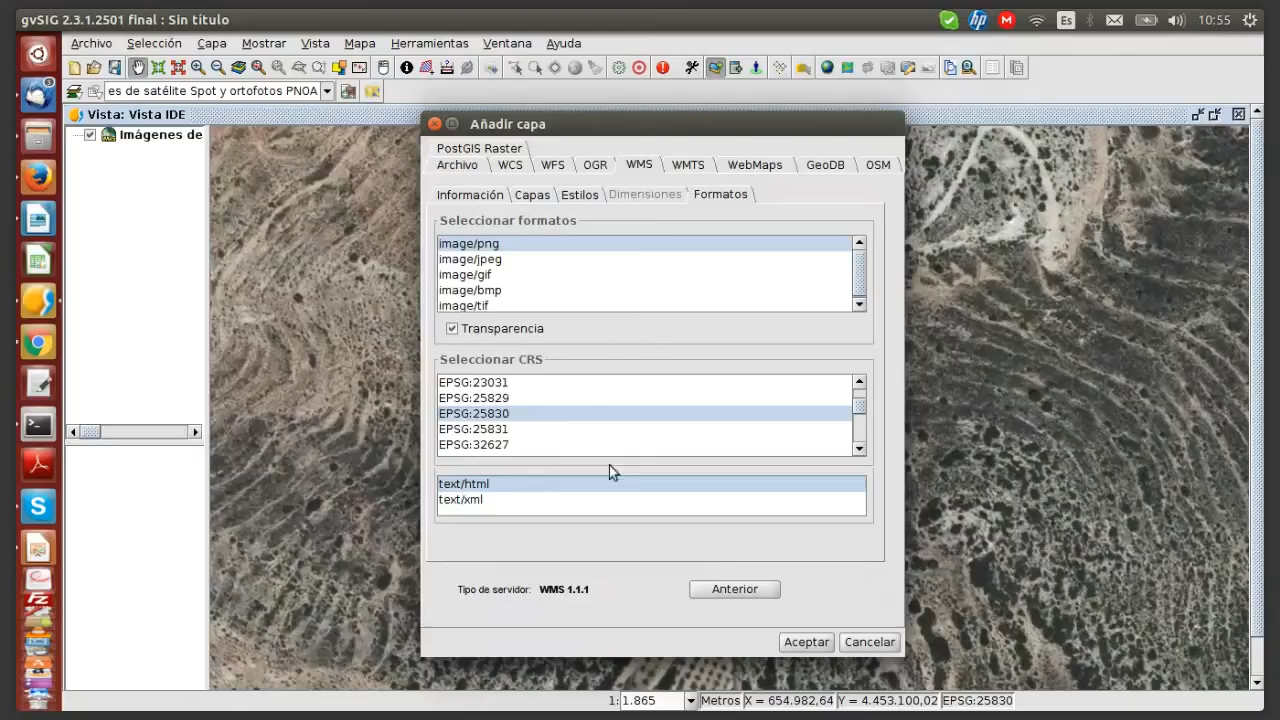 gvSIG 2.3.1.2501 final : Sin título
Es
10:55
Archivo Selección Capa Mostrar Vista Mapa Herramientas Ventana Ayuda
es de satélite Spot y ortofotos PNOA
Vista: Vista IDE
Imágenes de
Añadir capa
PostGIS Raster
Archivo WCS WFS OGR WMS WMTS WebMaps GeoDB OSM
Información Capas Estilos Dimensiones Formatos
Seleccionar formatos
image/png
image/jpeg
image/gif
image/bmp
image/tif
Transparencia
Seleccionar CRS
EPSG:23031
EPSG:25829
EPSG:25830
EPSG:25831
EPSG:32627
text/html
text/xml
Tipo de servidor: WMS 1.1.1
Anterior
Aceptar Cancelar
1: 1.865 Metros X = 654.982,64 Y = 4.453.100,02 EPSG:25830